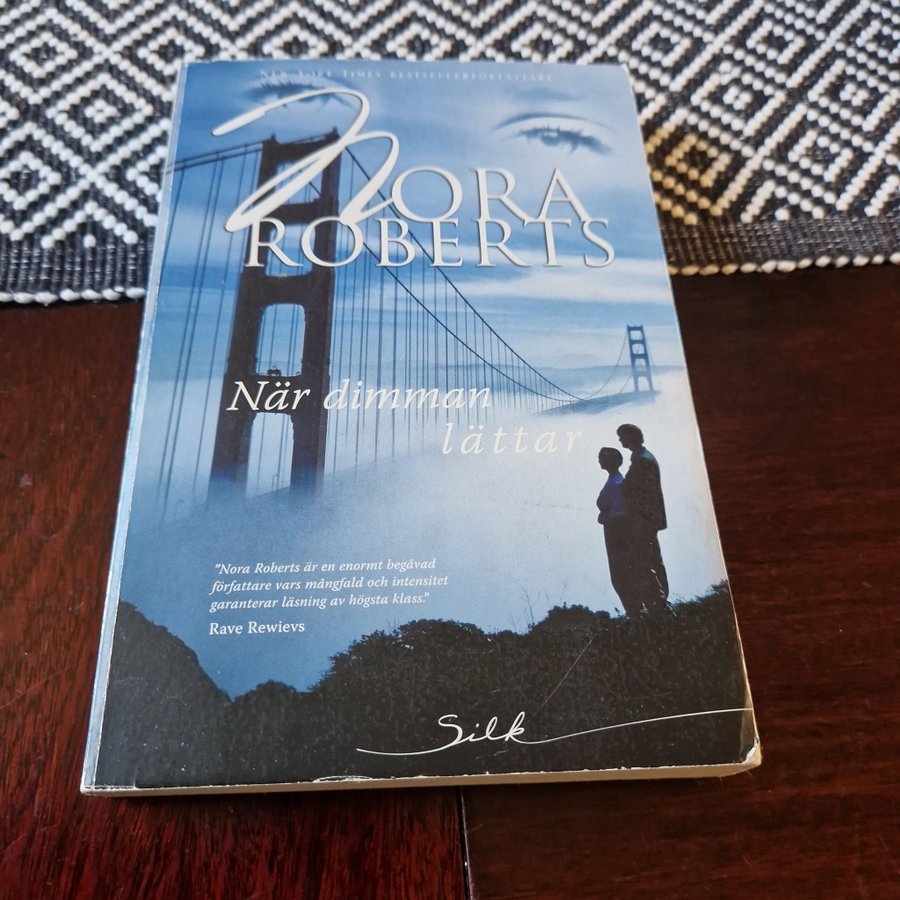 NEW YORK TIMES BESTSELLERFÖRFATTARE
NORA
ROBERTS
När dimman
lättar
"Nora Roberts är en enormt begåvad
författare vars mångfald och intensitet
garanterar läsning av högsta klass."
Rave Rewievs
Silk